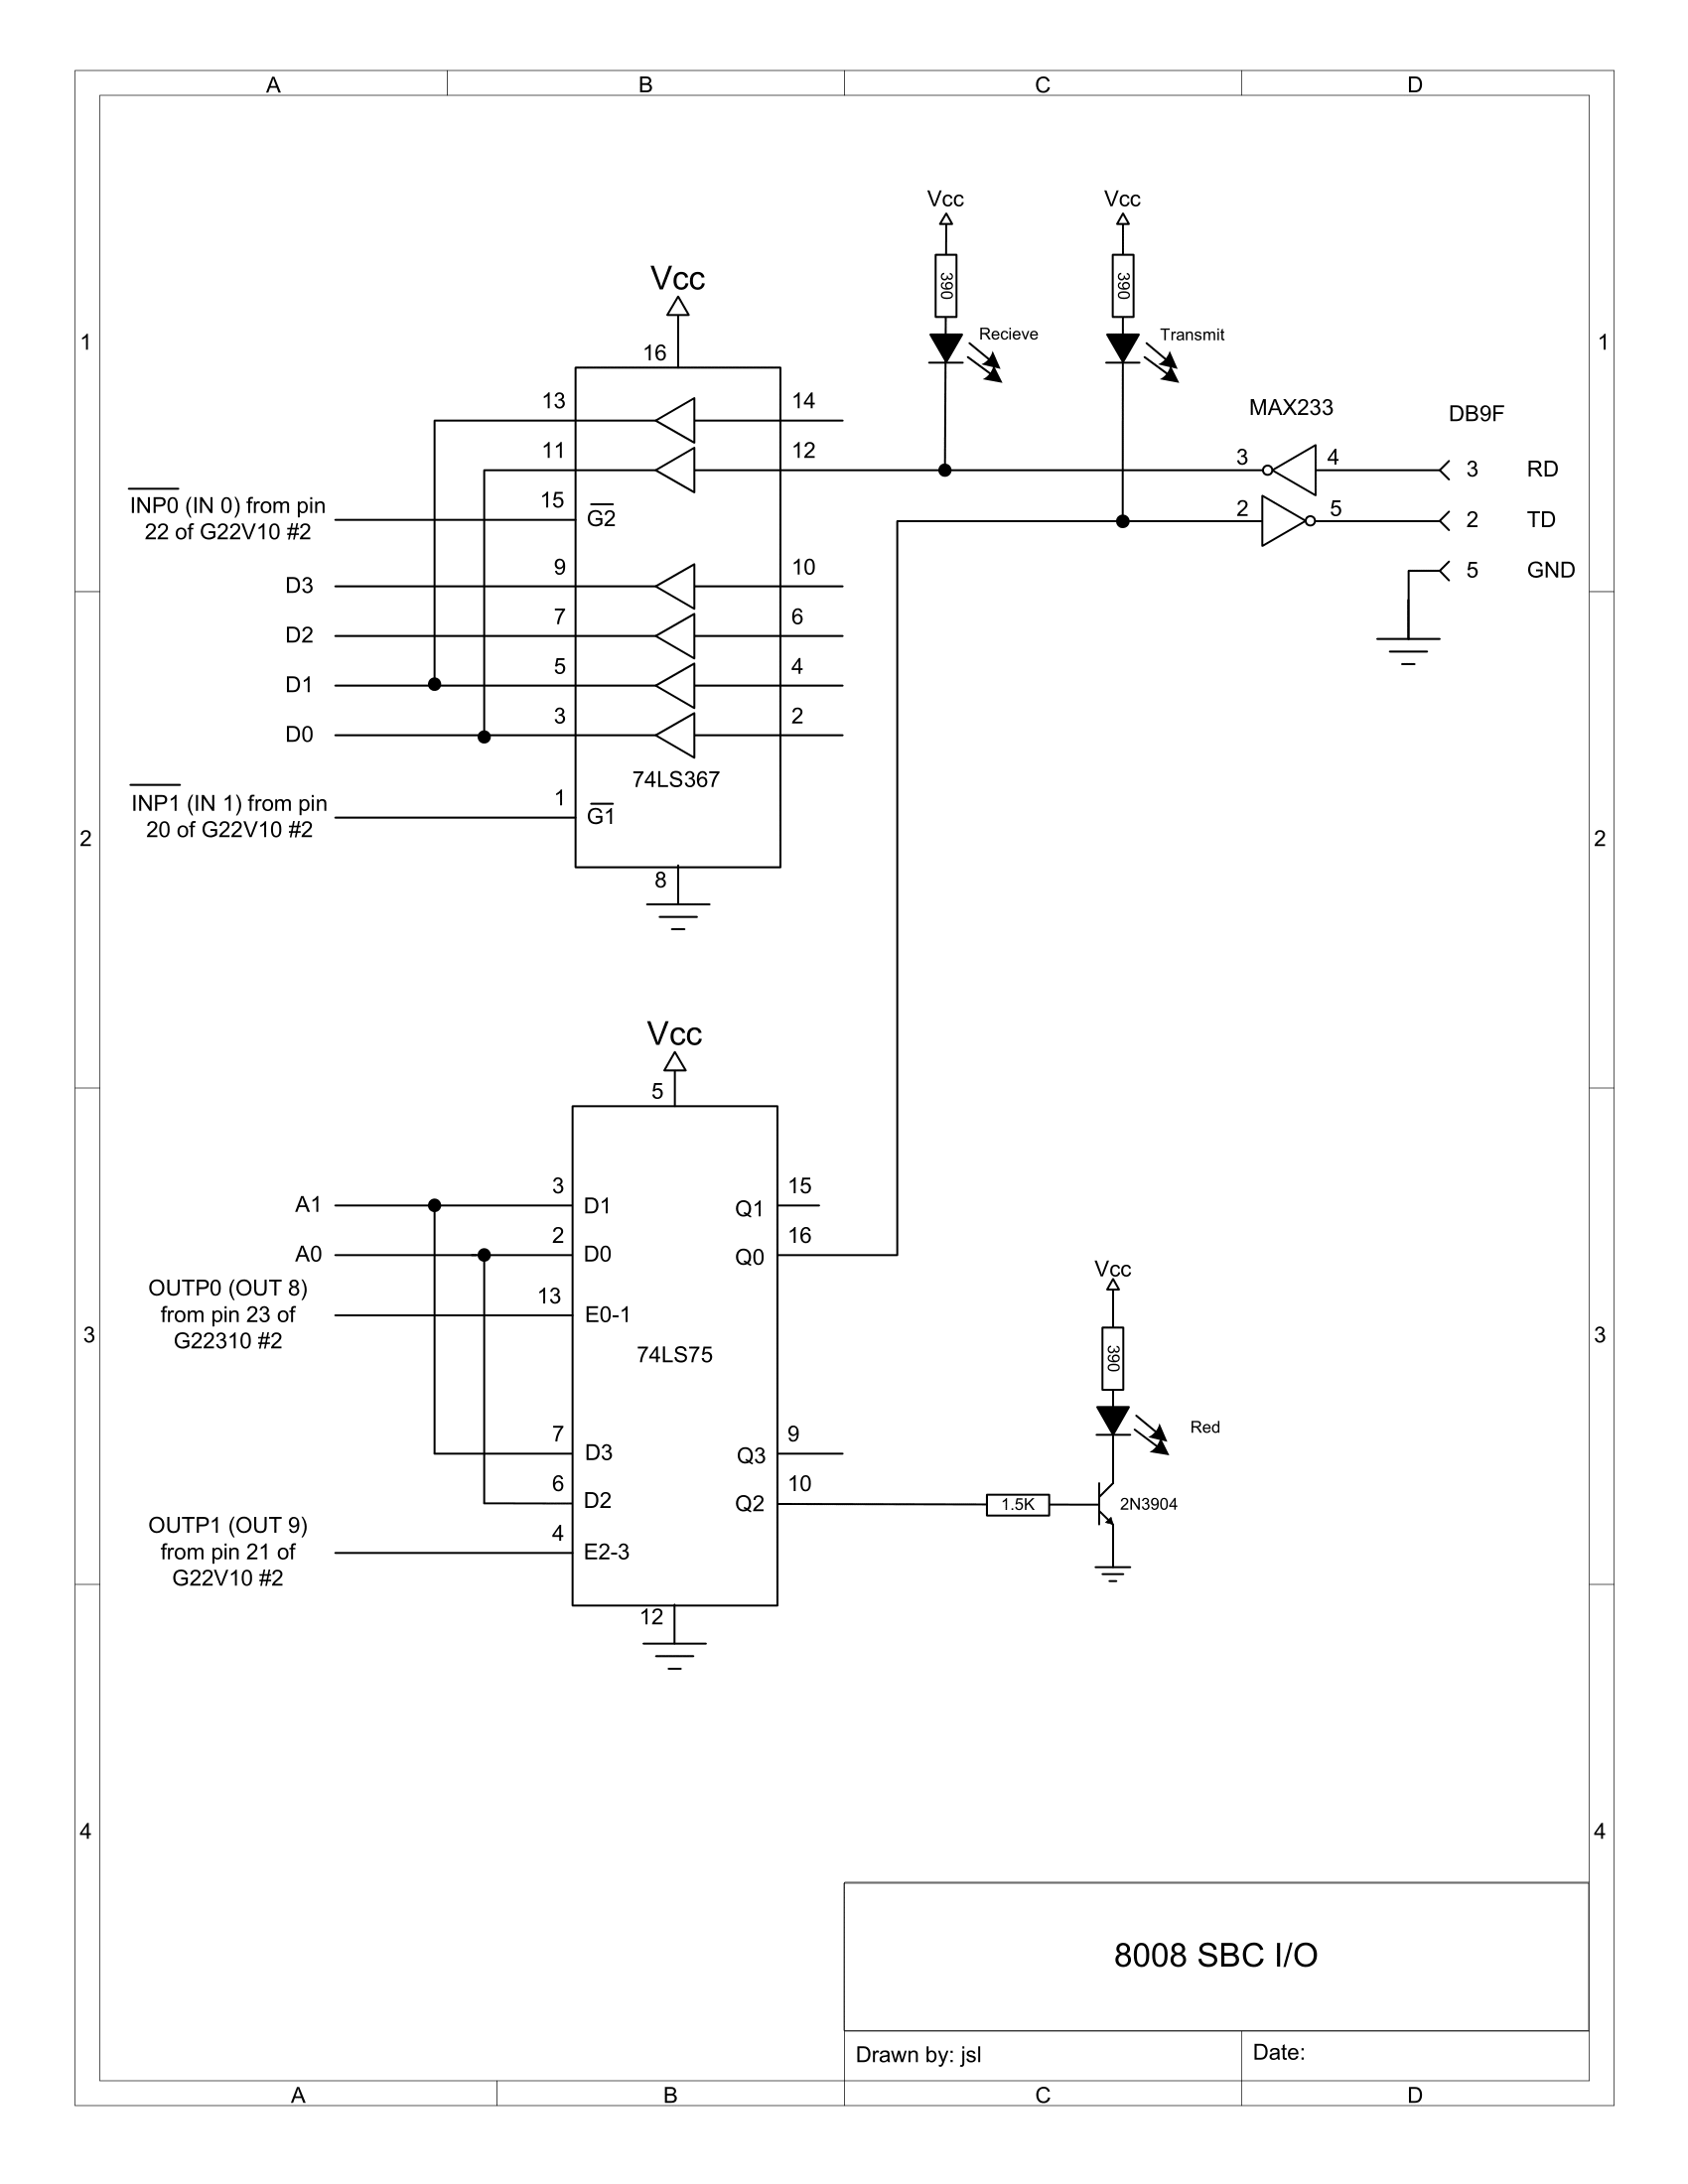 A B C D
Vcc Vcc
390 390
Vcc
Recieve Transmit
1 1
16
MAX233 DB9F
13 14
11 12 3 4 3 RD
INP0 (IN 0) from pin
22 of G22V10 #2
15 G2
2 5 2 TD
5 GND
D3 9 10
D2 7 6
D1 5 4
D0 3 2
74LS367
INP1 (IN 1) from pin
20 of G22V10 #2
1 G1
2 2
8
Vcc
5
A1 3 D1 Q1 15
A0 2 D0 Q0 16
OUTP0 (OUT 8)
from pin 23 of
G22310 #2
13 E0-1
Vcc
3 3
74LS75
390
Red
7 D3 Q3 9
6 D2 Q2 10
1.5K 2N3904
OUTP1 (OUT 9)
from pin 21 of
G22V10 #2
4 E2-3
12
4 4
8008 SBC I/O
Drawn by: jsl Date:
A B C D